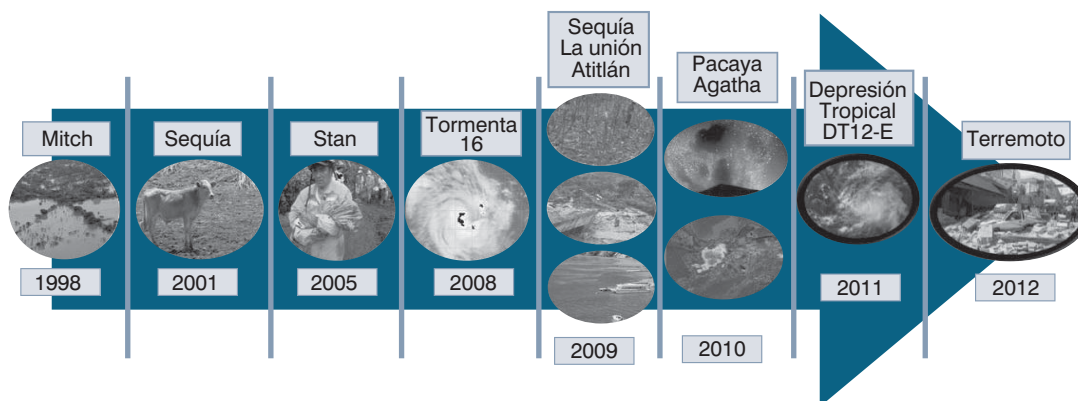 Mitch
1998
Sequía
2001
Stan
2005
Tormenta
16
2008
Sequía
La unión
Atitlán
2009
Pacaya
Agatha
2010
Depresión
Tropical
DT12-E
2011
Terremoto
2012